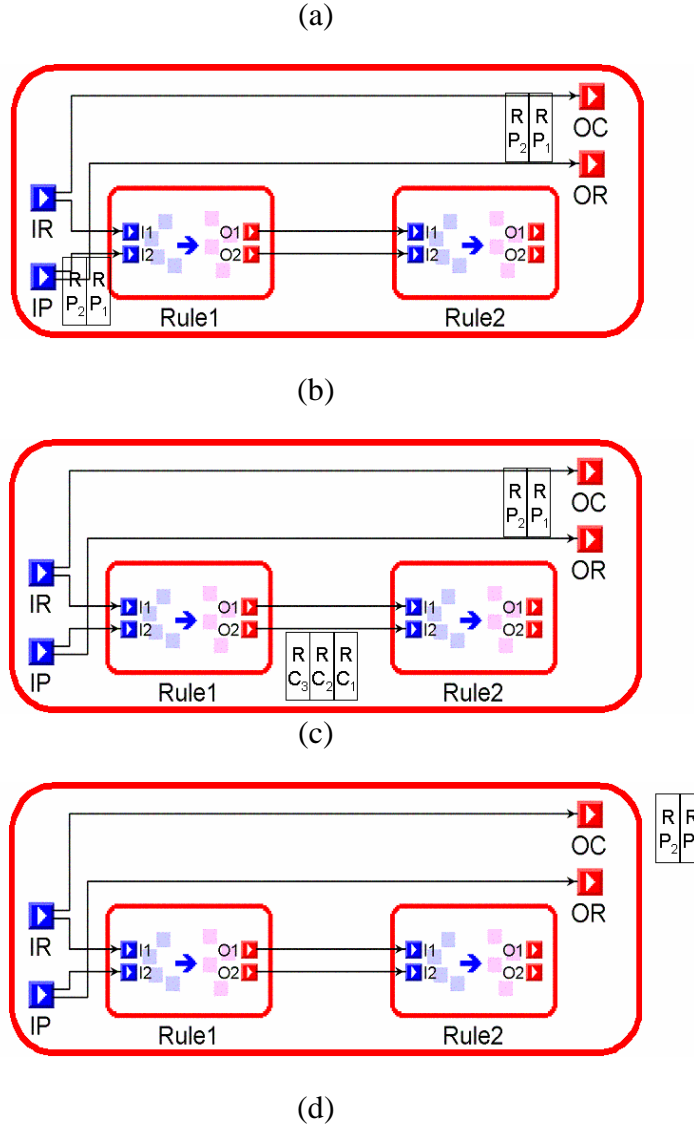 (a)
R R
P2 P1
OC
OR
IR
I1 O1 I1 O1
I2 O2 I2 O2
R R
P2 P1
IP
Rule1 Rule2
(b)
R R
P2 P1
OC
OR
IR
I1 O1 I1 O1
I2 O2 I2 O2
R R R
C3 C2 C1
IP
Rule1 Rule2
(c)
R R
P2 P
OC
OR
IR
I1 O1 I1 O1
I2 O2 I2 O2
IP
Rule1 Rule2
(d)